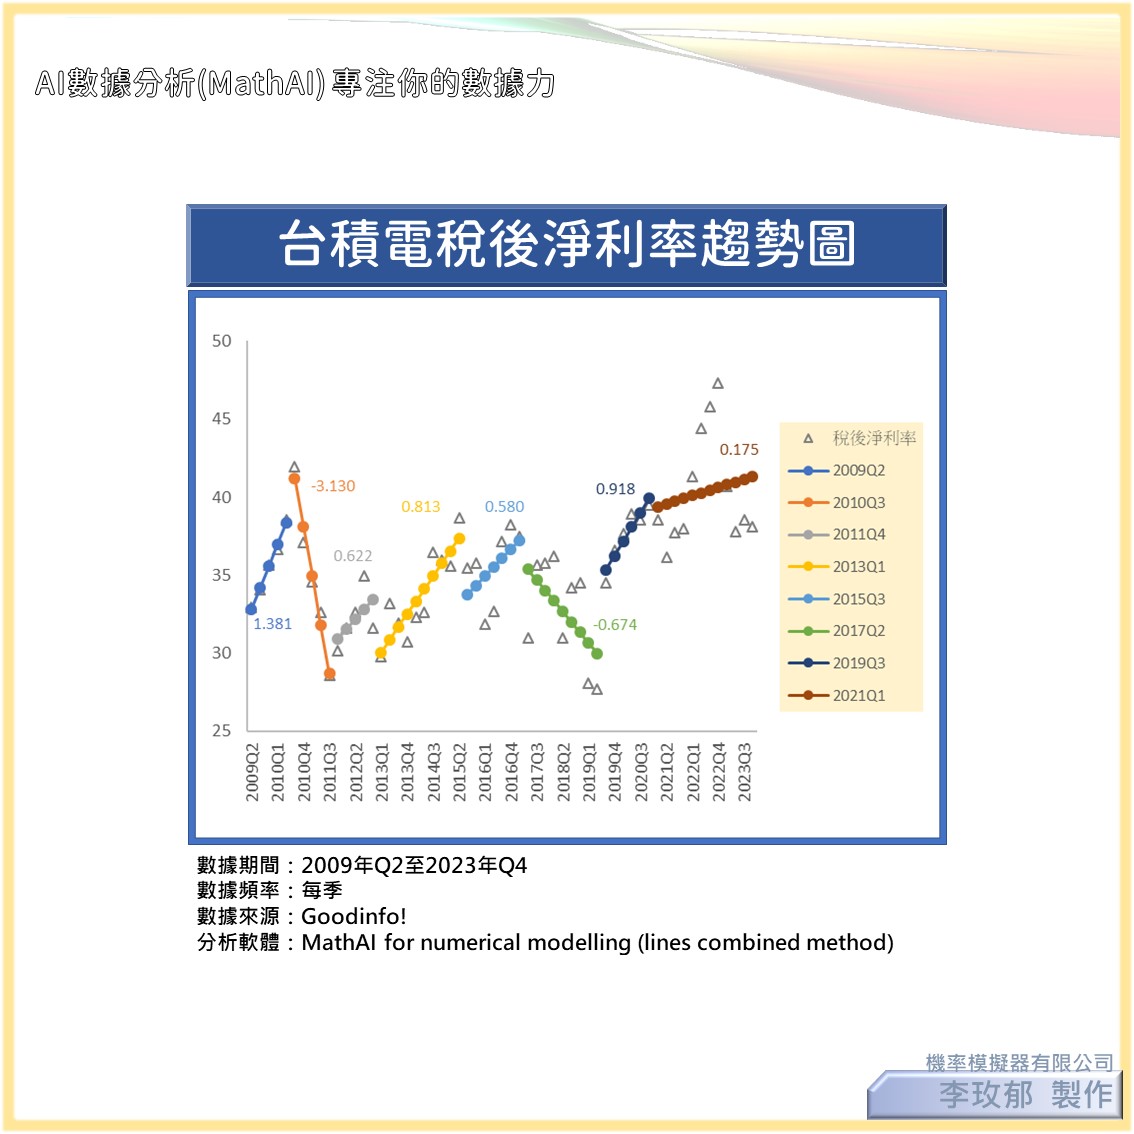 AI數據分析(MathAI) 專注你的數據力
台積電稅後淨利率趨勢圖
50
45
40
35
30
25
1.381
-3.130
0.622
0.813
0.580
-0.674
0.918
0.175
稅後淨利率
2009Q2
2010Q3
2011Q4
2013Q1
2015Q3
2017Q2
2019Q3
2021Q1
2009Q2
2010Q1
2010Q4
2011Q3
2012Q2
2013Q1
2013Q4
2014Q3
2015Q2
2016Q1
2016Q4
2017Q3
2018Q2
2019Q1
2019Q4
2020Q3
2021Q2
2022Q1
2022Q4
2023Q3
數據期間：2009年Q2至2023年Q4
數據頻率：每季
數據來源：Goodinfo!
分析軟體：MathAI for numerical modelling (lines combined method)
機率模擬器有限公司
李玫郁 製作